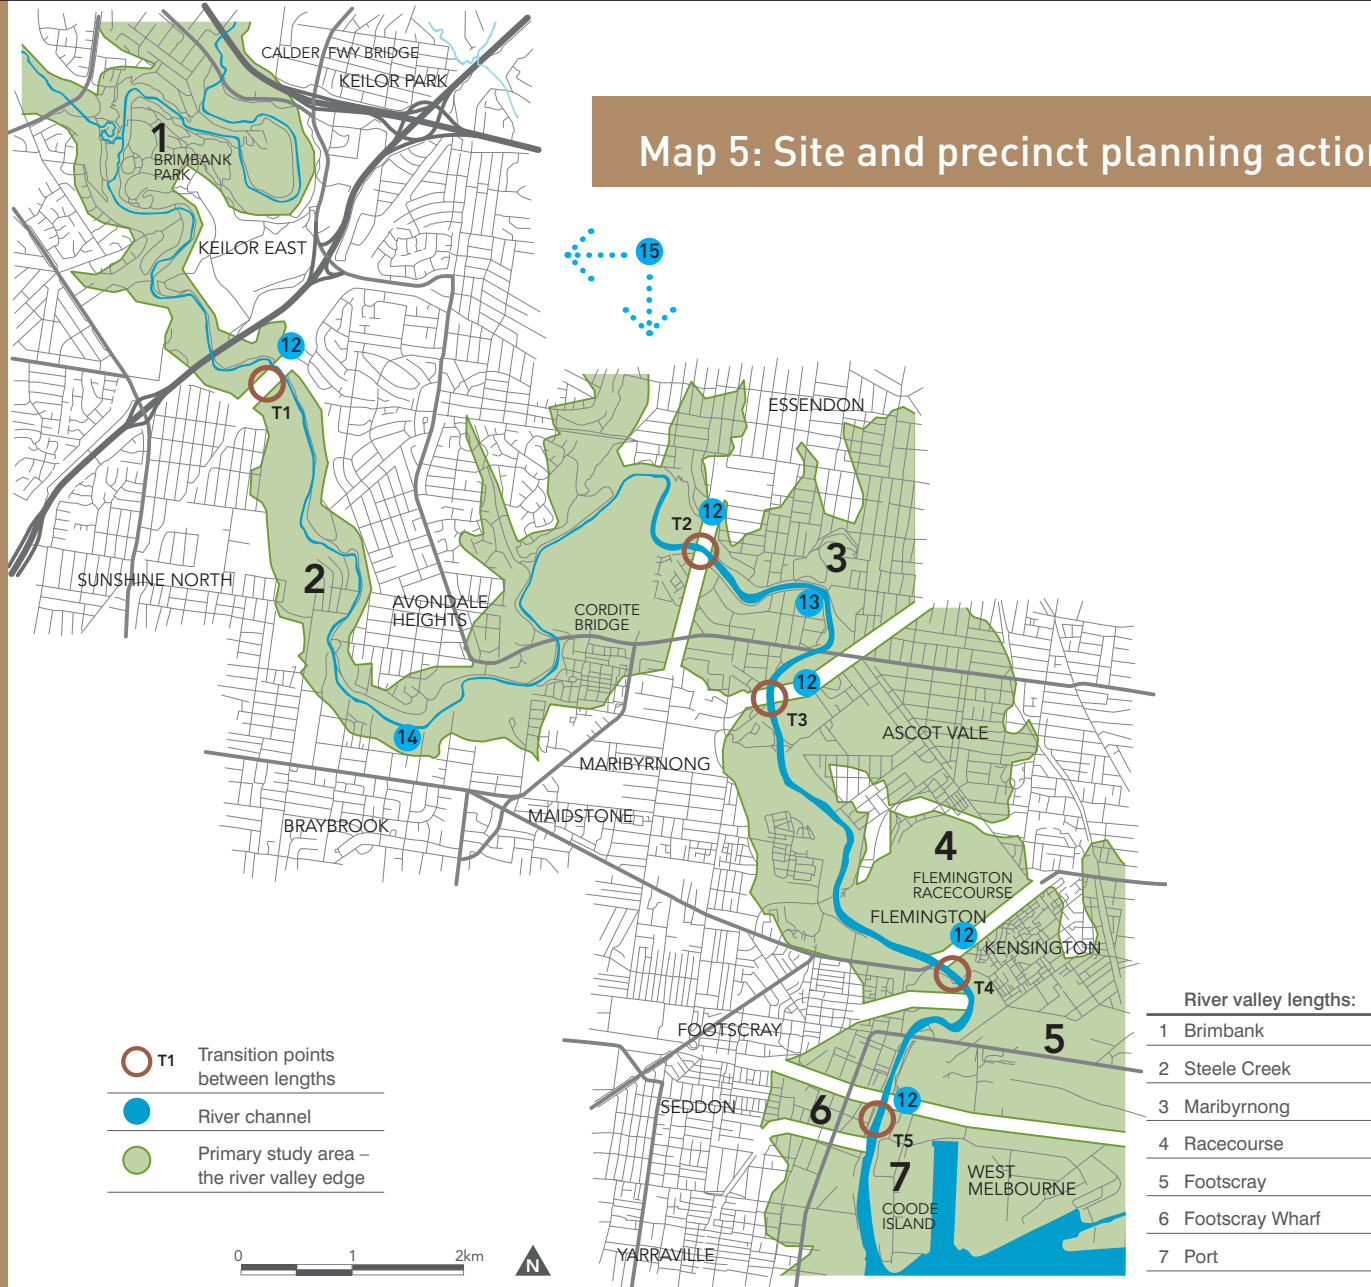 CALDER FWY BRIDGE
KEILOR PARK
Map 5: Site and precinct planning action
1
BRIMBANK
PARK
15
KEILOR EAST
12
T1
ESSENDON
12
T2
3
2
SUNSHINE NORTH
AVONDALE
HEIGHTS
CORDITE
BRIDGE
13
12
T3
14
ASCOT VALE
MARIBYRNONG
MAIDSTONE
BRAYBROOK
4
FLEMINGTON
RACECOURSE
FLEMINGTON
12
KENSINGTON
T4
FOOTSCRAY
5
River valley lengths:
1 Brimbank
2 Steele Creek
3 Maribyrnong
4 Racecourse
5 Footscray
6 Footscray Wharf
7 Port
T1 Transition points
between lengths
River channel
Primary study area –
the river valley edge
SEDDON
6
12
T5
7
WEST
MELBOURNE
COODE
ISLAND
YARRAVILLE
0 1 2km
N